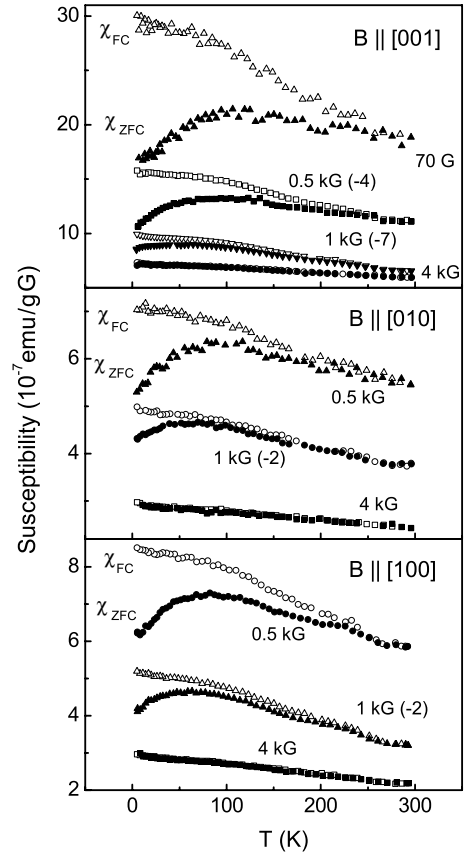 Susceptibility (10⁻⁷emu/gG)
30
20
10
χFC
B || [001]
χZFC
70 G
0.5 kG (-4)
1 kG (-7)
4 kG
6
4
χFC
B || [010]
χZFC
0.5 kG
1 kG (-2)
4 kG
8
6
4
2
χFC
B || [100]
χZFC
0.5 kG
1 kG (-2)
4 kG
0 100 200 300
T (K)